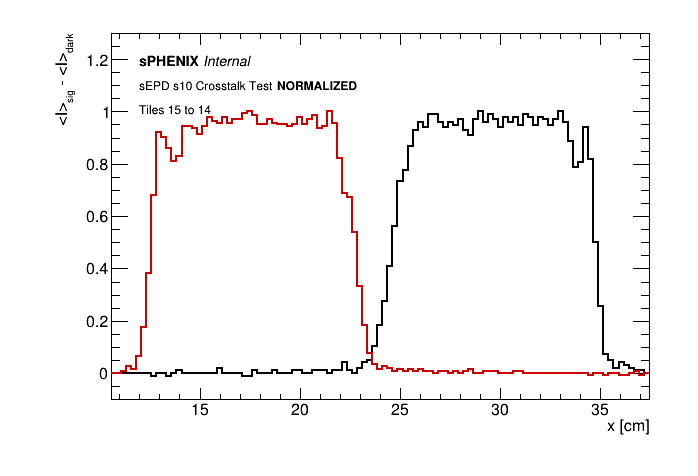 <I>sig - <I>dark
sPHENIX Internal
sEPD s10 Crosstalk Test NORMALIZED
Tiles 15 to 14
1.2
1
0.8
0.6
0.4
0.2
0
15 20 25 30 35
x [cm]